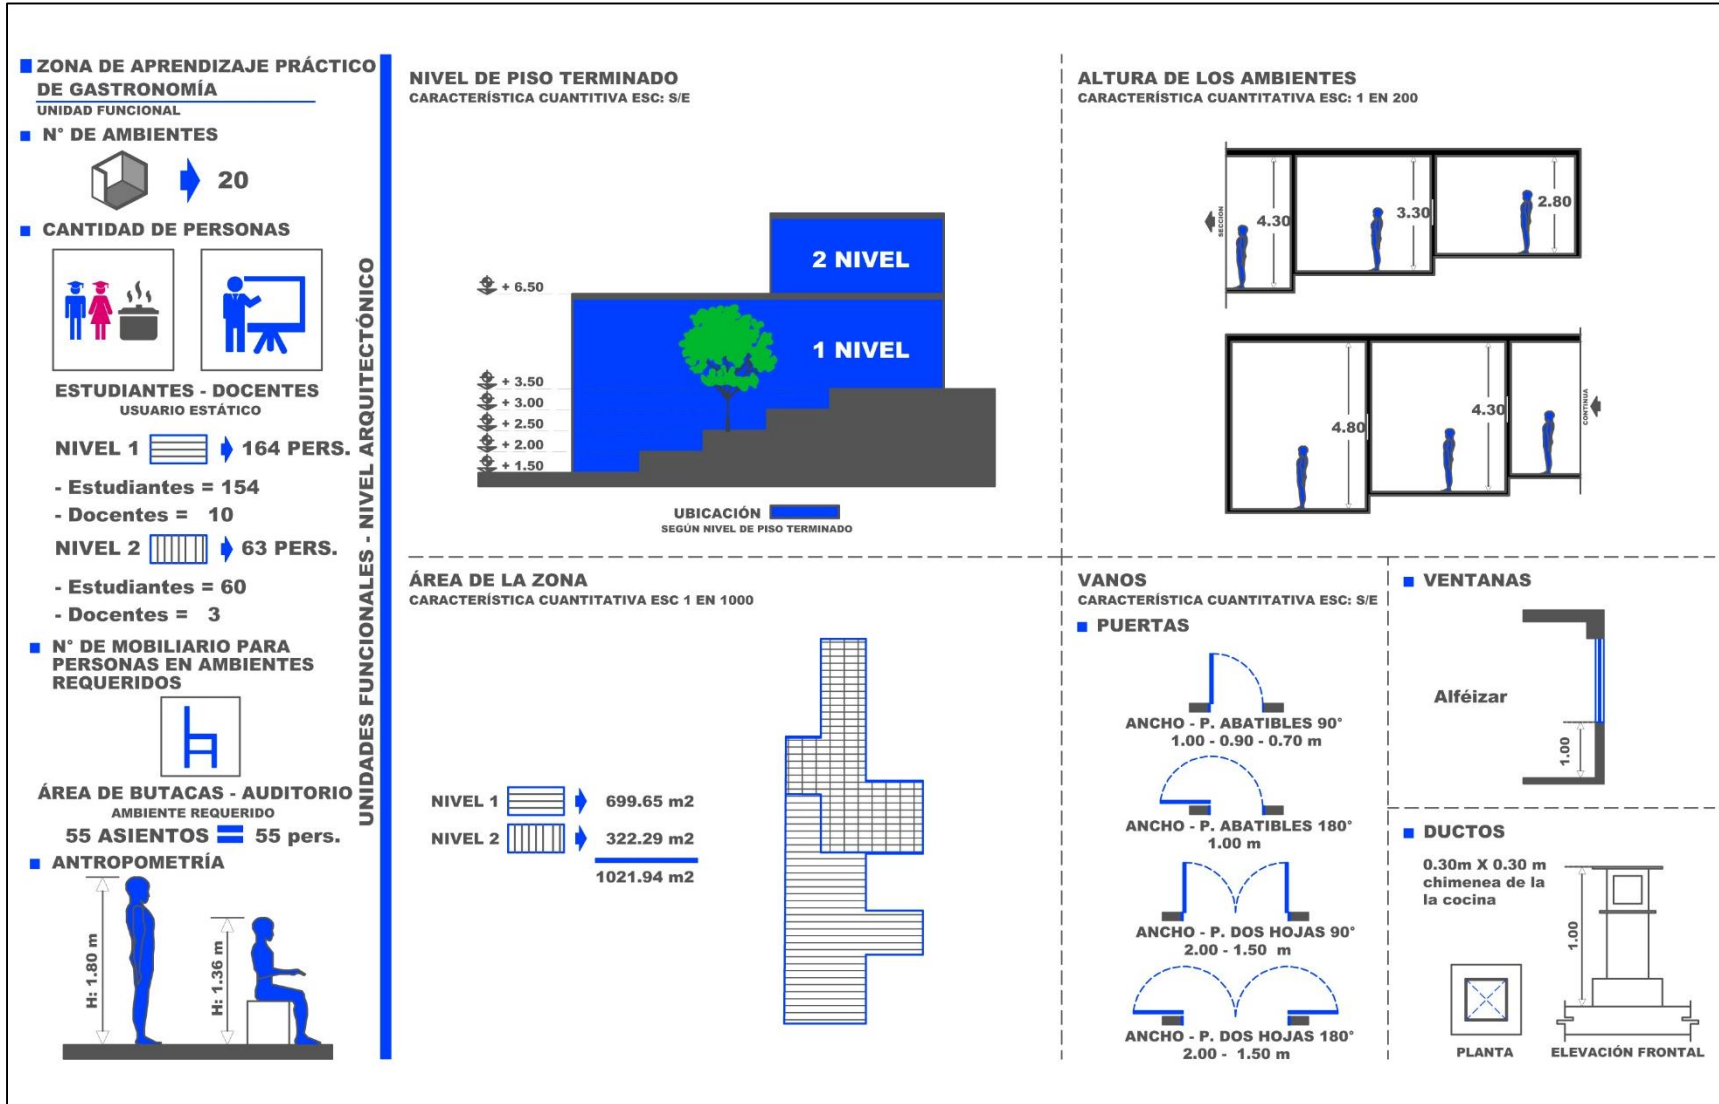 ZONA DE APRENDIZAJE PRÁCTICO
DE GASTRONOMÍA
UNIDAD FUNCIONAL
N° DE AMBIENTES
20
CANTIDAD DE PERSONAS
ESTUDIANTES - DOCENTES
USUARIO ESTÁTICO
NIVEL 1 164 PERS.
- Estudiantes = 154
- Docentes = 10
NIVEL 2 63 PERS.
- Estudiantes = 60
- Docentes = 3
N° DE MOBILIARIO PARA
PERSONAS EN AMBIENTES
REQUERIDOS
ÁREA DE BUTACAS - AUDITORIO
AMBIENTE REQUERIDO
55 ASIENTOS = 55 pers.
ANTROPOMETRÍA
H: 1.80 m
H: 1.36 m
UNIDADES FUNCIONALES - NIVEL ARQUITECTÓNICO
NIVEL DE PISO TERMINADO
CARACTERÍSTICA CUANTITIVA ESC: S/E
2 NIVEL
+ 6.50
1 NIVEL
+ 3.50
+ 3.00
+ 2.50
+ 2.00
+ 1.50
UBICACIÓN
SEGÚN NIVEL DE PISO TERMINADO
ALTURA DE LOS AMBIENTES
CARACTERÍSTICA CUANTITATIVA ESC: 1 EN 200
SECCION
4.30
3.30
2.80
4.80
4.30
CONTINUA
ÁREA DE LA ZONA
CARACTERÍSTICA CUANTITATIVA ESC 1 EN 1000
NIVEL 1 699.65 m2
NIVEL 2 322.29 m2
1021.94 m2
VANOS
CARACTERÍSTICA CUANTITATIVA ESC: S/E
PUERTAS
ANCHO - P. ABATIBLES 90°
1.00 - 0.90 - 0.70 m
ANCHO - P. ABATIBLES 180°
1.00 m
ANCHO - P. DOS HOJAS 90°
2.00 - 1.50 m
ANCHO - P. DOS HOJAS 180°
2.00 - 1.50 m
VENTANAS
Alféizar
1.00
DUCTOS
0.30m X 0.30 m
chimenea de la
la cocina
1.00
PLANTA
ELEVACIÓN FRONTAL